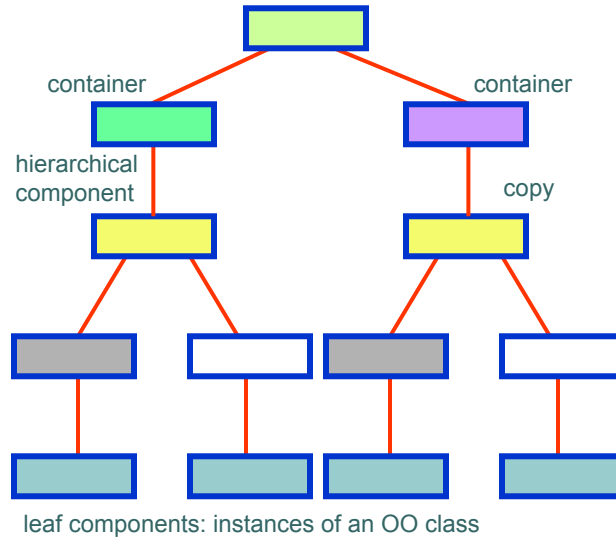 container
container
hierarchical
component
copy
leaf components: instances of an OO class